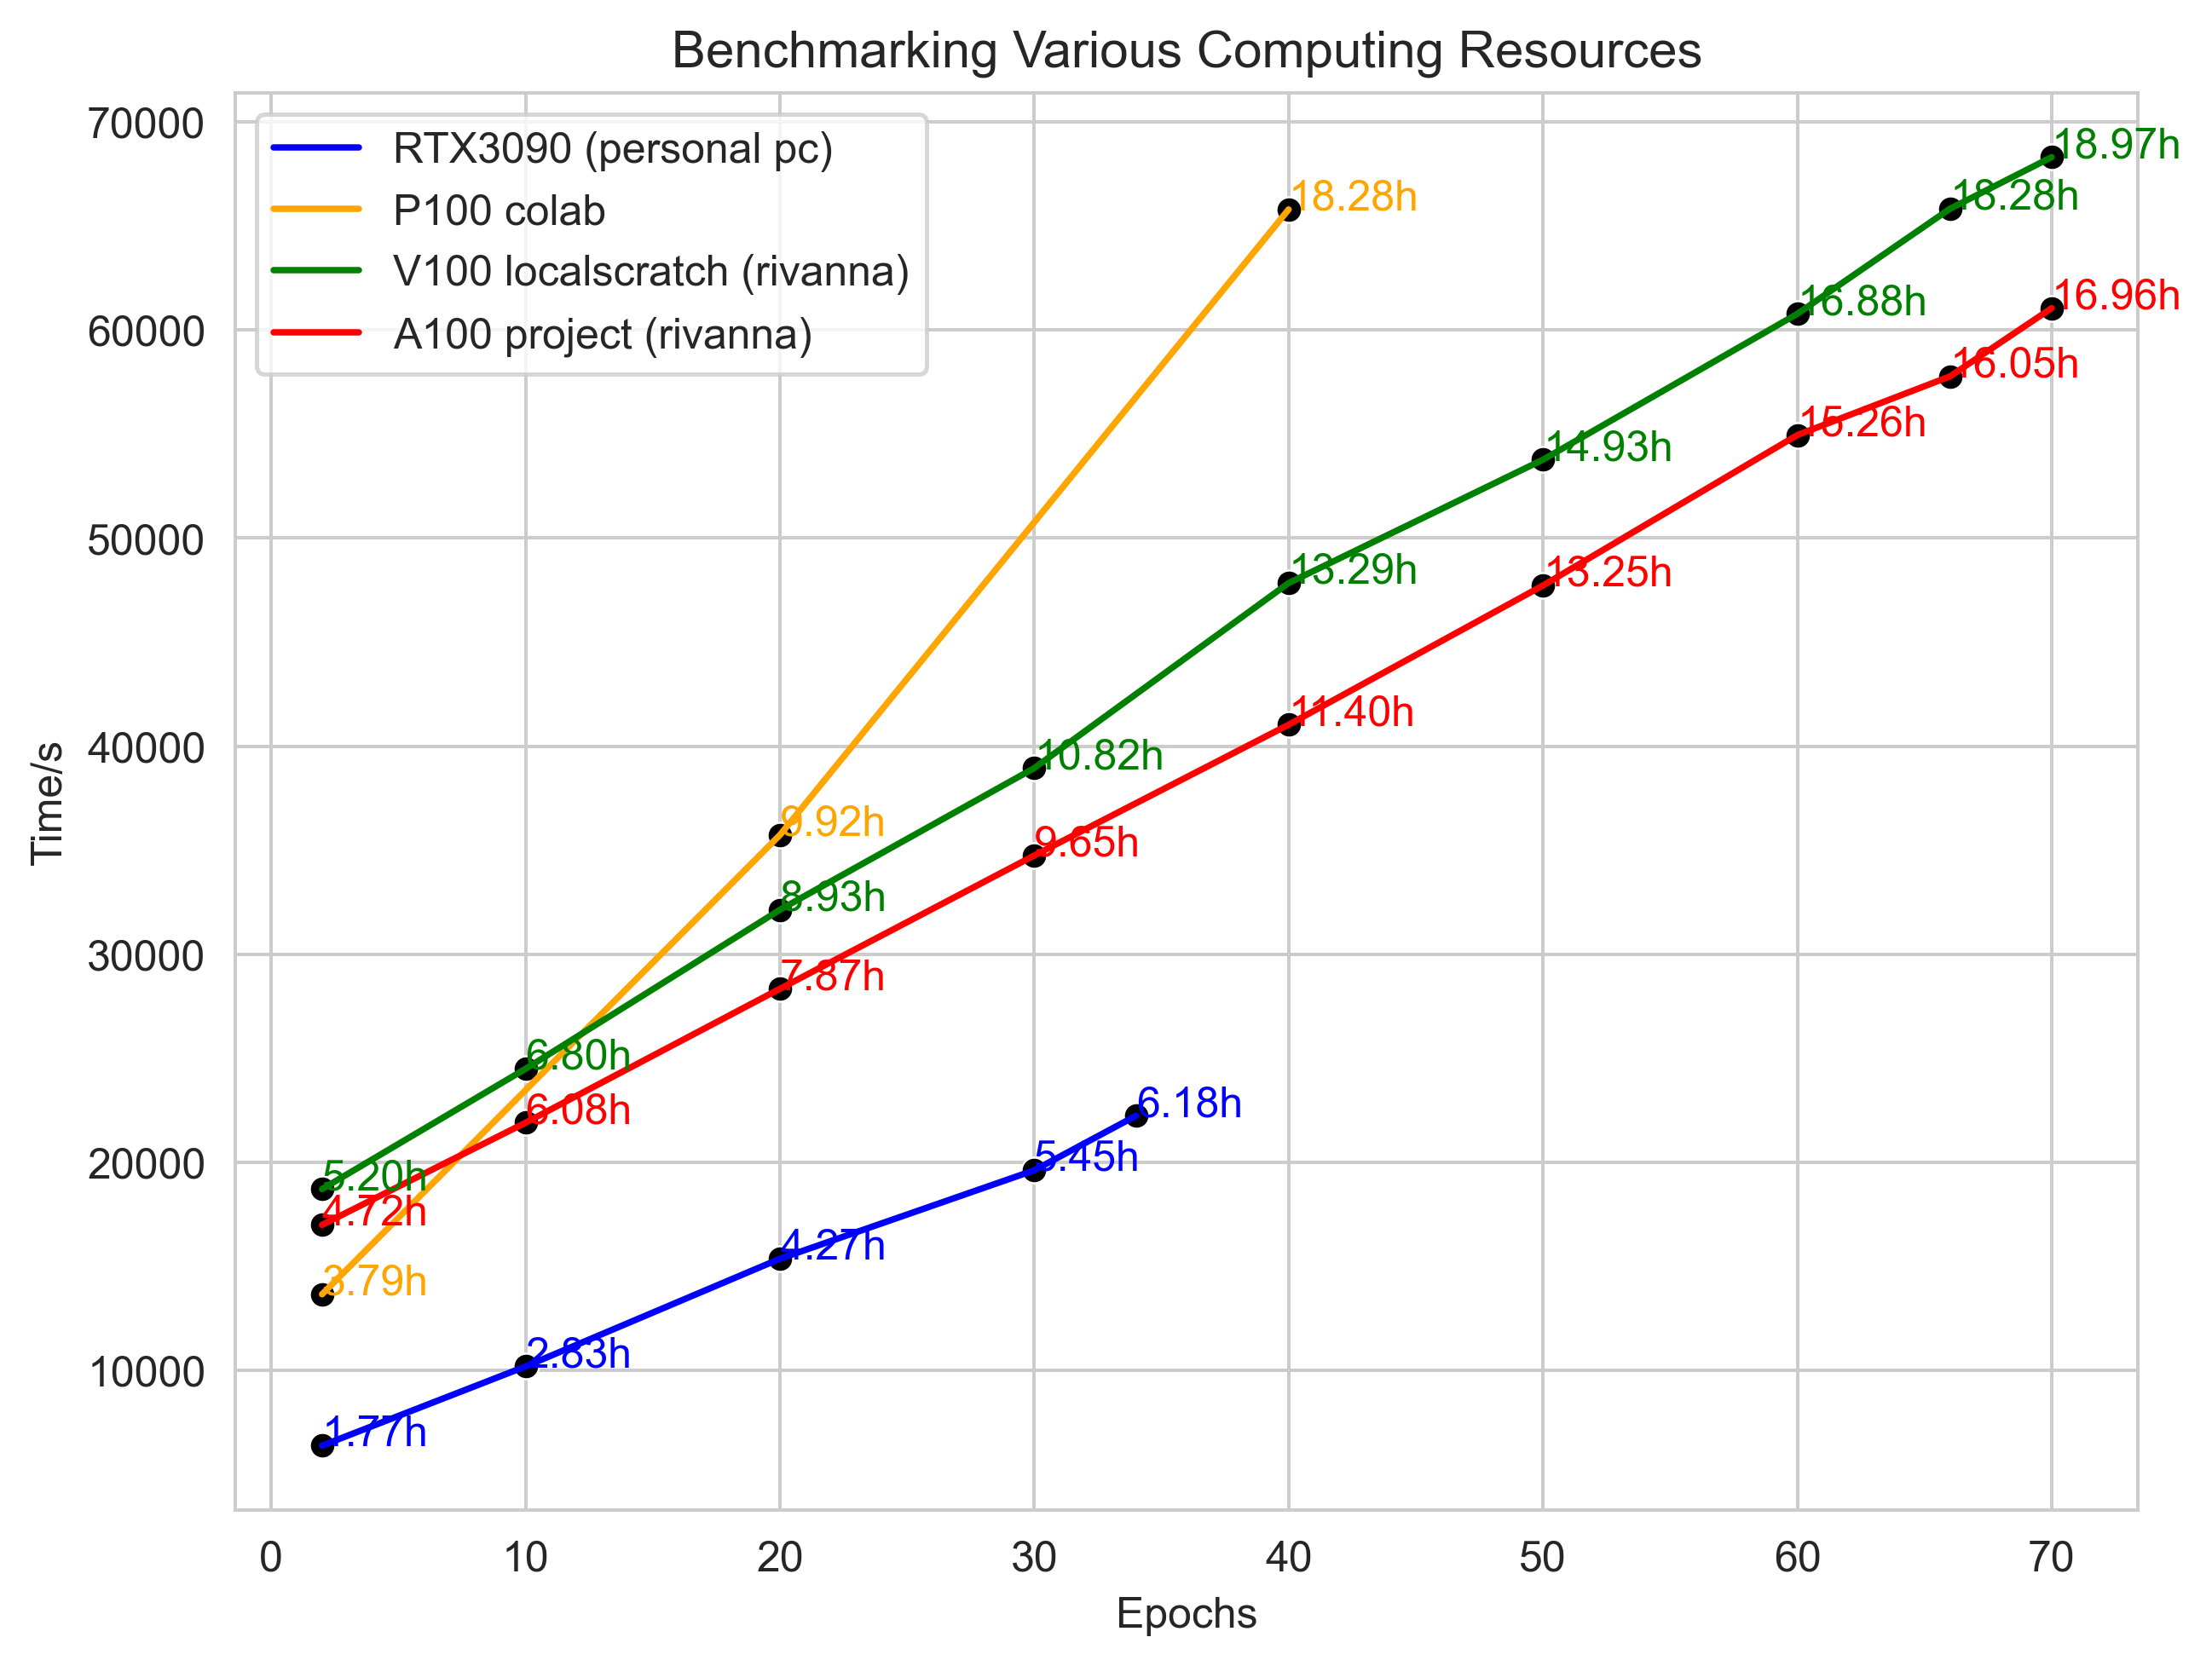 Benchmarking Various Computing Resources
70000
60000
50000
40000
30000
20000
10000
Time/s
RTX3090 (personal pc)
P100 colab
V100 localscratch (rivanna)
A100 project (rivanna)
18.97h
18.28h
18.28h
16.96h
16.88h
16.05h
15.26h
14.93h
13.29h
13.25h
11.40h
10.82h
9.92h
9.65h
8.93h
7.87h
6.80h
6.08h
6.18h
5.45h
5.20h
4.72h
4.27h
3.79h
2.83h
1.77h
0 10 20 30 40 50 60 70
Epochs